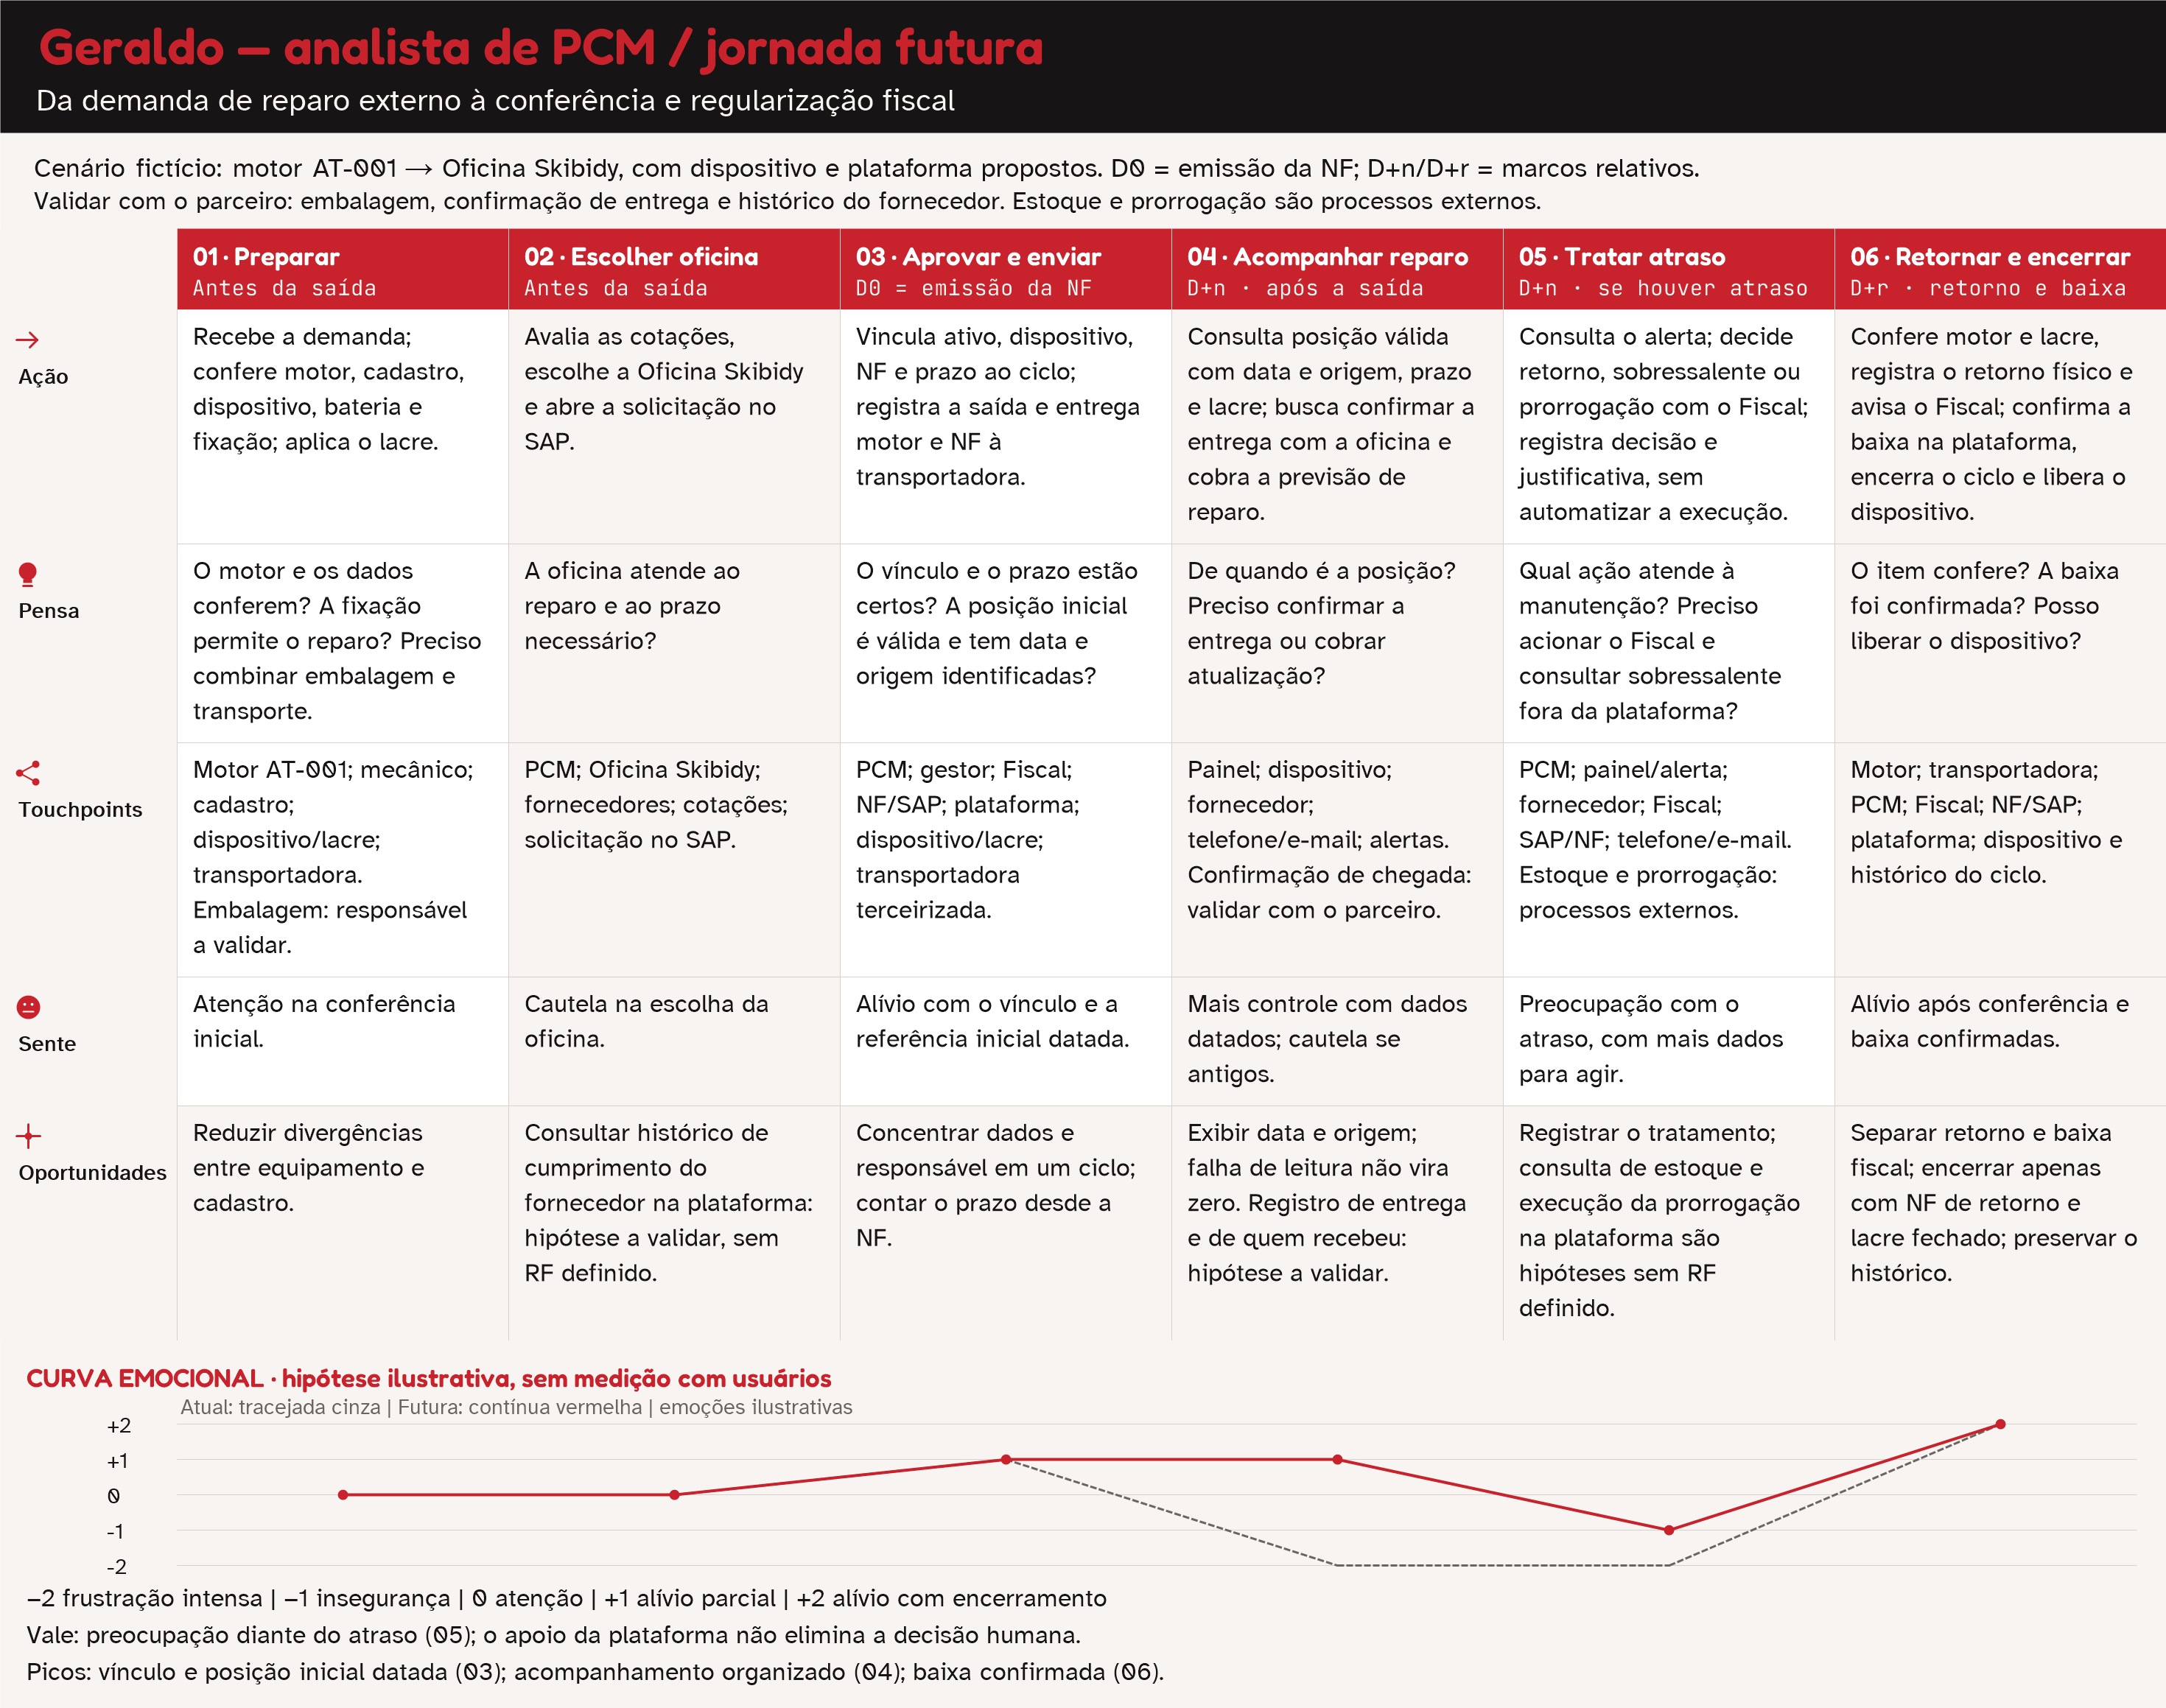 Geraldo — analista de PCM / jornada futura
Da demanda de reparo externo à conferência e regularização fiscal
Cenário fictício: motor AT-001 → Oficina Skibidy, com dispositivo e plataforma propostos. D0 = emissão da NF; D+n/D+r = marcos relativos.
Validar com o parceiro: embalagem, confirmação de entrega e histórico do fornecedor. Estoque e prorrogação são processos externos.
01 · Preparar
Antes da saída
02 · Escolher oficina
Antes da saída
03 · Aprovar e enviar
D0 = emissão da NF
04 · Acompanhar reparo
D+n · após a saída
05 · Tratar atraso
D+n · se houver atraso
06 · Retornar e encerrar
D+r · retorno e baixa
Ação
Recebe a demanda;
confere motor, cadastro,
dispositivo, bateria e
fixação; aplica o lacre.
Avalia as cotações,
escolhe a Oficina Skibidy
e abre a solicitação no
SAP.
Vincula ativo, dispositivo,
NF e prazo ao ciclo;
registra a saída e entrega
motor e NF à
transportadora.
Consulta posição válida
com data e origem, prazo
e lacre; busca confirmar a
entrega com a oficina e
cobra a previsão de
reparo.
Consulta o alerta; decide
retorno, sobressalente ou
prorrogação com o Fiscal;
registra decisão e
justificativa, sem
automatizar a execução.
Confere motor e lacre,
registra o retorno físico e
avisa o Fiscal; confirma a
baixa na plataforma,
encerra o ciclo e libera o
dispositivo.
Pensa
O motor e os dados
conferem? A fixação
permite o reparo? Preciso
combinar embalagem e
transporte.
A oficina atende ao
reparo e ao prazo
necessário?
O vínculo e o prazo estão
certos? A posição inicial
é válida e tem data e
origem identificadas?
De quando é a posição?
Preciso confirmar a
entrega ou cobrar
atualização?
Qual ação atende à
manutenção? Preciso
acionar o Fiscal e
consultar sobressalente
fora da plataforma?
O item confere? A baixa
foi confirmada? Posso
liberar o dispositivo?
Touchpoints
Motor AT-001; mecânico;
cadastro;
dispositivo/lacre;
transportadora.
Embalagem: responsável
a validar.
PCM; Oficina Skibidy;
fornecedores; cotações;
solicitação no SAP.
PCM; gestor; Fiscal;
NF/SAP; plataforma;
dispositivo/lacre;
transportadora
terceirizada.
Painel; dispositivo;
fornecedor;
telefone/e-mail; alertas.
Confirmação de chegada:
validar com o parceiro.
PCM; painel/alerta;
fornecedor; Fiscal;
SAP/NF; telefone/e-mail.
Estoque e prorrogação:
processos externos.
Motor; transportadora;
PCM; Fiscal; NF/SAP;
plataforma; dispositivo e
histórico do ciclo.
Sente
Atenção na conferência
inicial.
Cautela na escolha da
oficina.
Alívio com o vínculo e a
referência inicial datada.
Mais controle com dados
datados; cautela se
antigos.
Preocupação com o
atraso, com mais dados
para agir.
Alívio após conferência e
baixa confirmadas.
Oportunidades
Reduzir divergências
entre equipamento e
cadastro.
Consultar histórico de
cumprimento do
fornecedor na plataforma:
hipótese a validar, sem
RF definido.
Concentrar dados e
responsável em um ciclo;
contar o prazo desde a
NF.
Exibir data e origem;
falha de leitura não vira
zero. Registro de entrega
e de quem recebeu:
hipótese a validar.
Registrar o tratamento;
consulta de estoque e
execução da prorrogação
na plataforma são
hipóteses sem RF
definido.
Separar retorno e baixa
fiscal; encerrar apenas
com NF de retorno e
lacre fechado; preservar o
histórico.
CURVA EMOCIONAL · hipótese ilustrativa, sem medição com usuários
Atual: tracejada cinza | Futura: contínua vermelha | emoções ilustrativas
+2
+1
0
-1
-2
−2 frustração intensa | −1 insegurança | 0 atenção | +1 alívio parcial | +2 alívio com encerramento
Vale: preocupação diante do atraso (05); o apoio da plataforma não elimina a decisão humana.
Picos: vínculo e posição inicial datada (03); acompanhamento organizado (04); baixa confirmada (06).